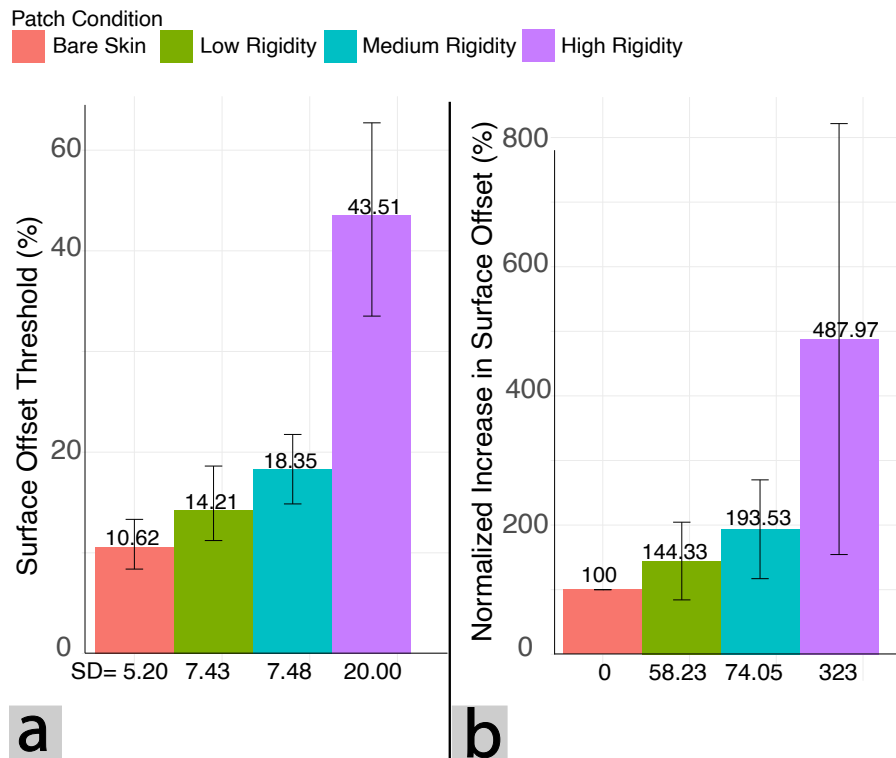 Patch Condition
Bare Skin Low Rigidity Medium Rigidity High Rigidity
Surface Offset Threshold (%)
60
40
20
0
10.62
14.21
18.35
43.51
SD= 5.20 7.43 7.48 20.00
a
Normalized Increase in Surface Offset (%)
800
600
400
200
0
100
144.33
193.53
487.97
0 58.23 74.05 323
b